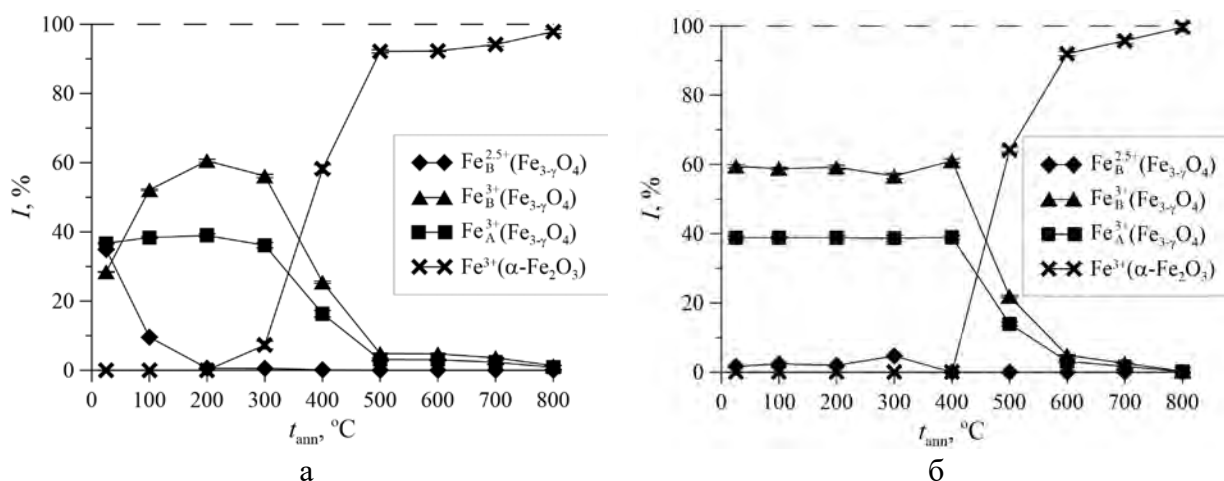 100
80
60
40
20
0
I, %
0 100 200 300 400 500 600 700 800
t_ann, °C
Fe_B^2.5+(Fe_3-γO_4)
Fe_B^3+(Fe_3-γO_4)
Fe_A^3+(Fe_3-γO_4)
Fe^3+(α-Fe_2O_3)
а
100
80
60
40
20
0
I, %
0 100 200 300 400 500 600 700 800
t_ann, °C
Fe_B^2.5+(Fe_3-γO_4)
Fe_B^3+(Fe_3-γO_4)
Fe_A^3+(Fe_3-γO_4)
Fe^3+(α-Fe_2O_3)
б